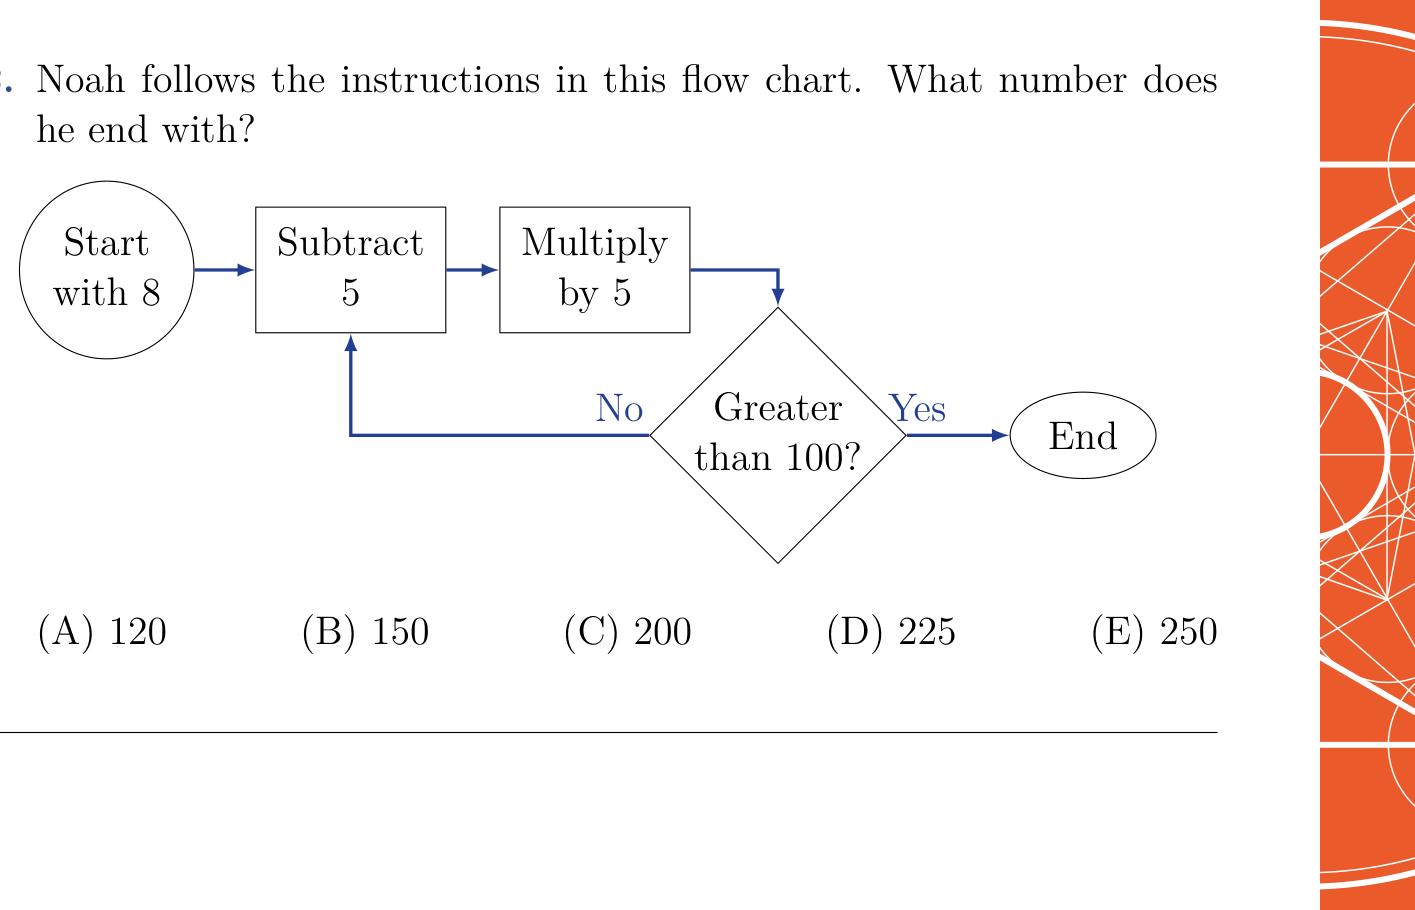 . Noah follows the instructions in this flow chart. What number does
he end with?
Start
with 8
Subtract
5
Multiply
by 5
No
Greater
than 100?
Yes
End
(A) 120 (B) 150 (C) 200 (D) 225 (E) 250